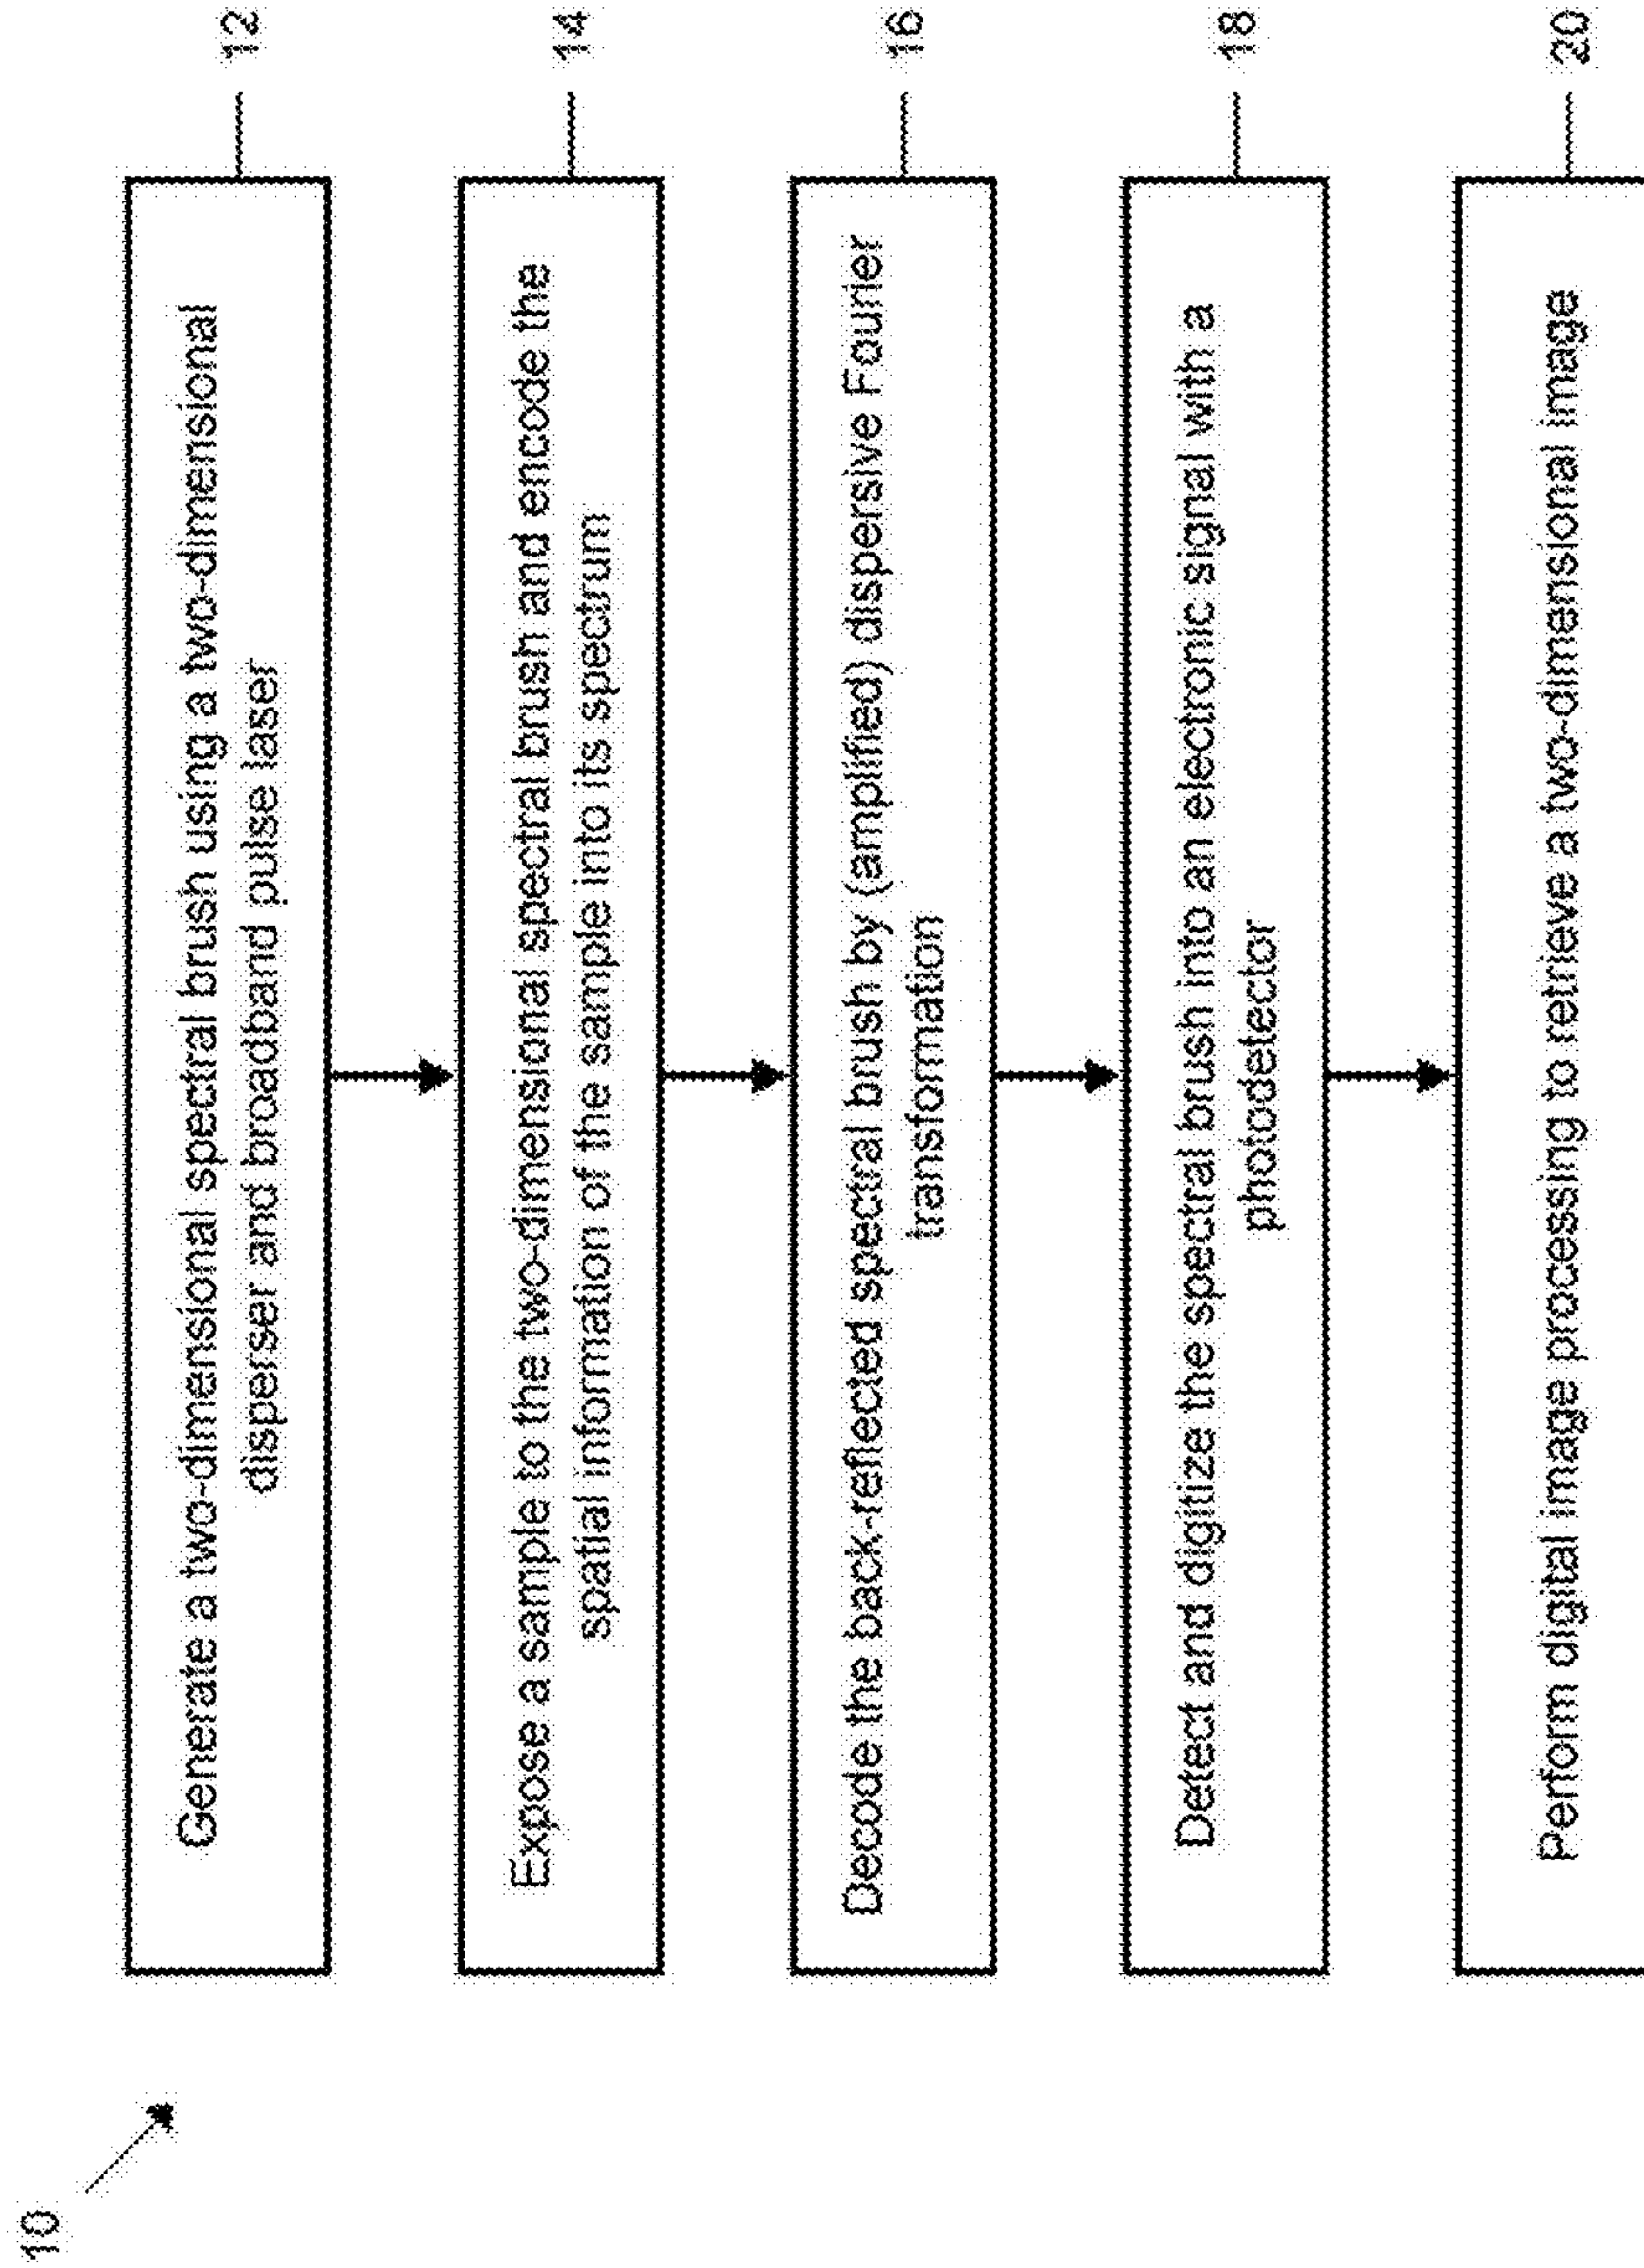 10
Generate a two-dimensional spectral brush using a two-dimensional
disperser and broadband pulse laser
12
Expose a sample to the two-dimensional spectral brush and encode the
spatial information of the sample into its spectrum
14
Decode the back-reflected spectral brush by (amplified) dispersive Fourier
transformation
16
Detect and digitize the spectral brush into an electronic signal with a
photodetector
18
Perform digital image processing to retrieve a two-dimensional image
20